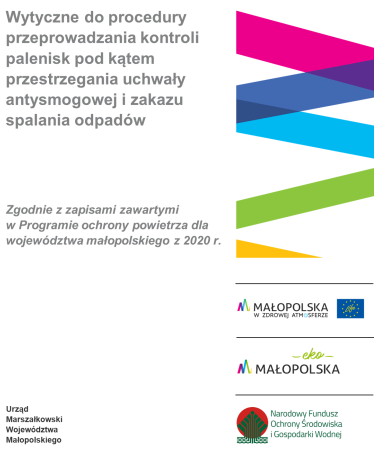 Wytyczne do procedury
przeprowadzania kontroli
palenisk pod kątem
przestrzegania uchwały
antysmogowej i zakazu
spalania odpadów
Zgodnie z zapisami zawartymi
w Programie ochrony powietrza dla
województwa małopolskiego z 2020 r.
MAŁOPOLSKA
W ZDROWEJ ATMOSFERZE
eko
MAŁOPOLSKA
Narodowy Fundusz
Ochrony Środowiska
i Gospodarki Wodnej
Urząd
Marszałkowski
Województwa
Małopolskiego